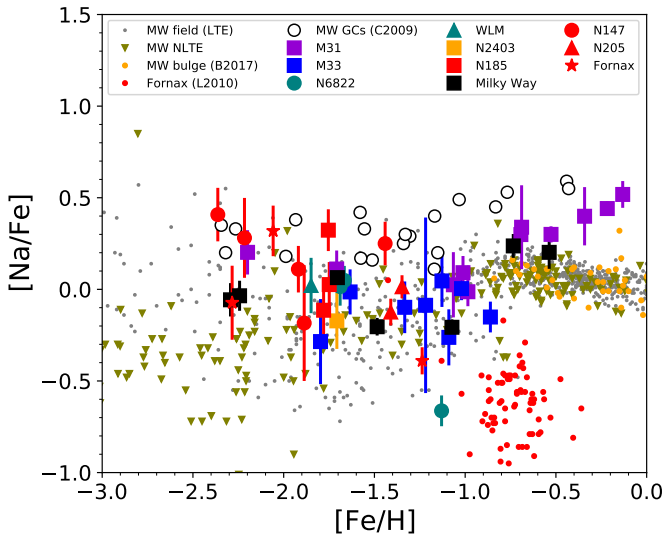 1.5
1.0
0.5
0.0
−0.5
−1.0
[Na/Fe]
MW field (LTE)
MW NLTE
MW bulge (B2017)
Fornax (L2010)
MW GCs (C2009)
M31
M33
N6822
WLM
N2403
N185
Milky Way
N147
N205
Fornax
−3.0 −2.5 −2.0 −1.5 −1.0 −0.5 0.0
[Fe/H]